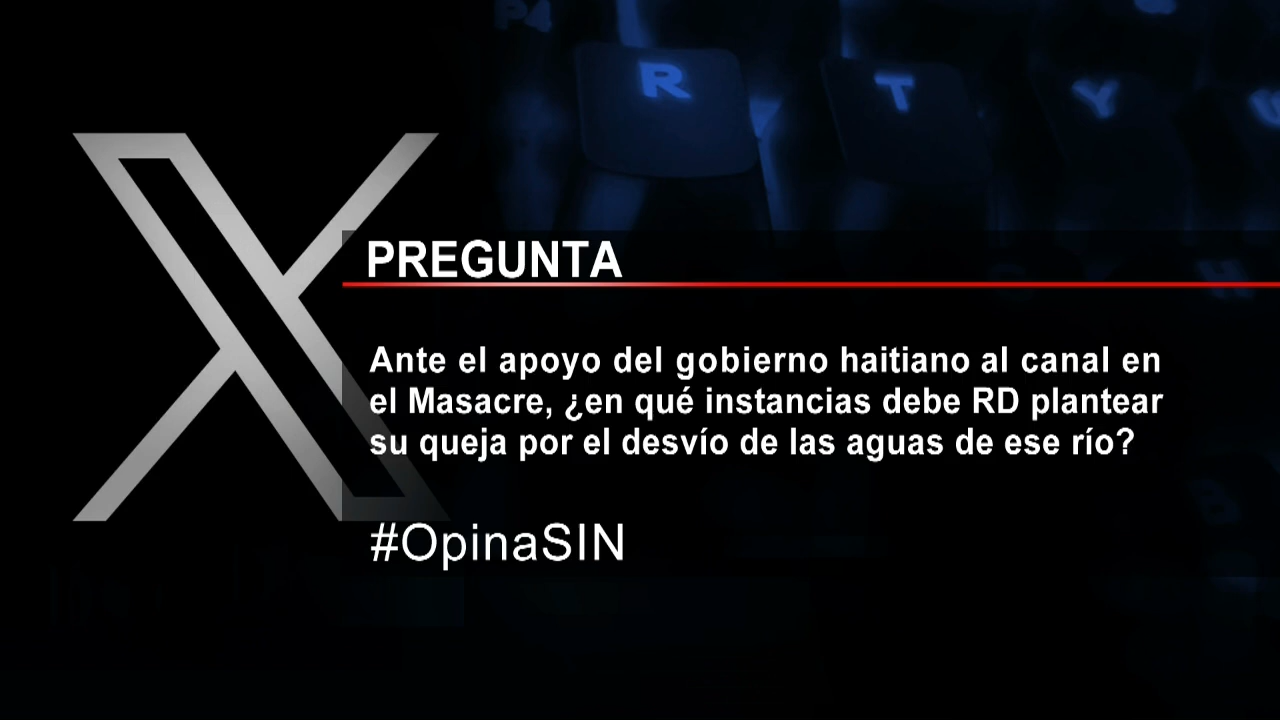 R T Y
PREGUNTA
Ante el apoyo del gobierno haitiano al canal en
el Masacre, ¿en qué instancias debe RD plantear
su queja por el desvío de las aguas de ese río?
#OpinaSIN